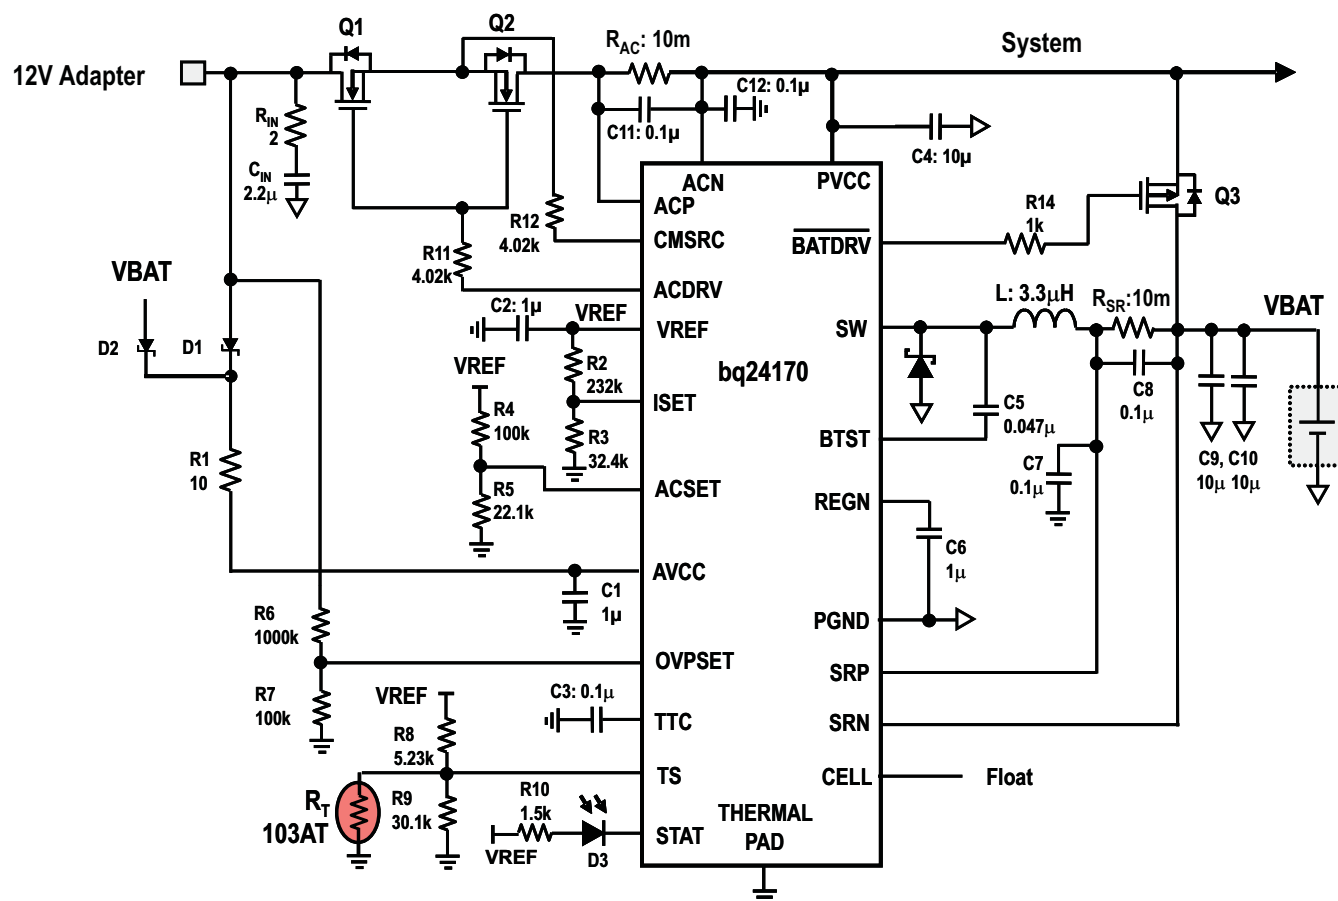 Q1
Q2
R_AC: 10m
System
12V Adapter
R_IN
2
C_IN
2.2µ
C12: 0.1µ
C11: 0.1µ
C4: 10µ
ACN
PVCC
ACP
R12
4.02k
CMSRC
R14
1k
BATDRV
Q3
R11
4.02k
ACDRV
VBAT
C2: 1µ
VREF
VREF
SW
L: 3.3µH
R_SR:10m
VBAT
D2
D1
VREF
R2
232k
bq24170
ISET
R4
100k
R3
32.4k
C5
0.047µ
C8
0.1µ
BTST
R1
10
R5
22.1k
ACSET
C7
0.1µ
C9, C10
10µ 10µ
REGN
C6
1µ
AVCC
C1
1µ
R6
1000k
PGND
OVPSET
SRP
R7
100k
VREF
C3: 0.1µ
TTC
SRN
R8
5.23k
TS
CELL
Float
R_T
103AT
R9
30.1k
R10
1.5k
VREF
D3
STAT
THERMAL
PAD